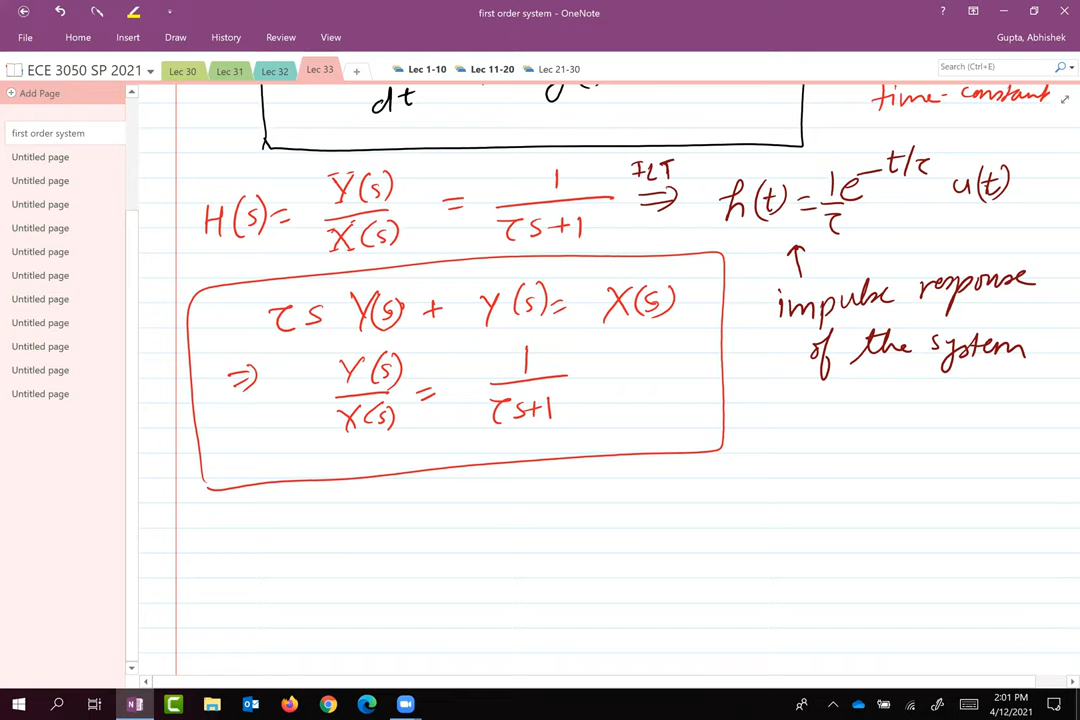 first order system - OneNote
Gupta, Abhishek
File Home Insert Draw History Review View
ECE 3050 SP 2021 Lec 30 Lec 31 Lec 32 Lec 33 Lec 1-10 Lec 11-20 Lec 21-30 Search (Ctrl+E)
Add Page
first order system
Untitled page
Untitled page
Untitled page
Untitled page
Untitled page
Untitled page
Untitled page
Untitled page
Untitled page
Untitled page
Untitled page
dt
time-constant
H(s) = Y(s)/X(s) = 1/(τs+1) ILT ⇒ h(t) = 1/τ e^(-t/τ) u(t)
↑
impulse response
of the system
τs Y(s) + Y(s) = X(s)
⇒ Y(s)/X(s) = 1/(τs+1)
2:01 PM
4/12/2021